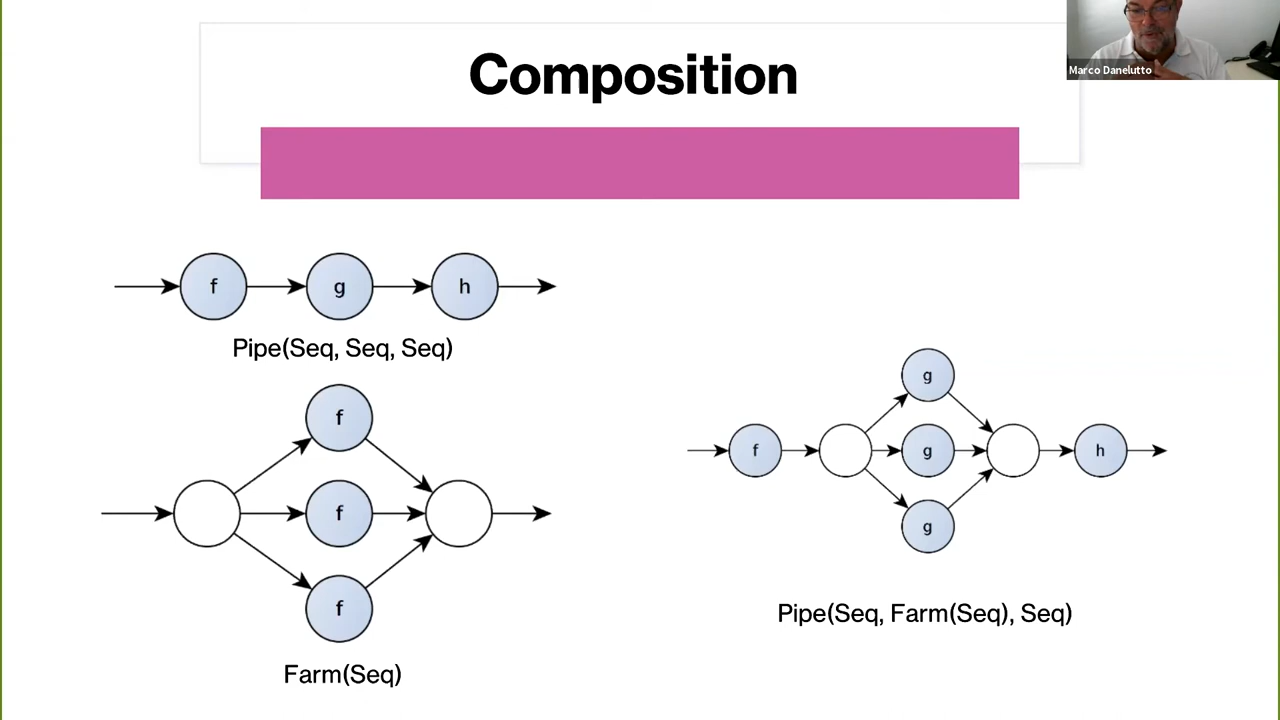 Composition
Marco Danelutto
f
g
h
Pipe(Seq, Seq, Seq)
f
f
f
Farm(Seq)
g
f
g
h
g
Pipe(Seq, Farm(Seq), Seq)